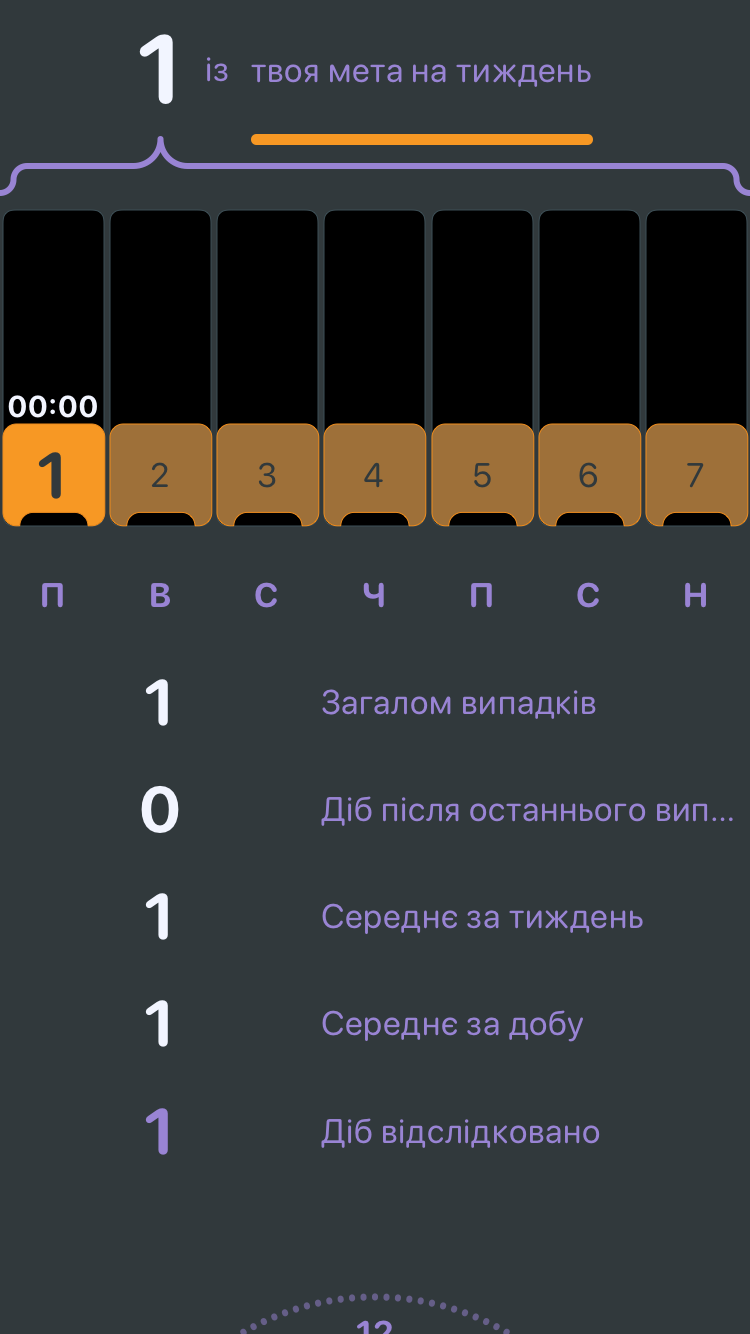 1 із твоя мета на тиждень
00:00
1 2 3 4 5 6 7
П В С Ч П С Н
1 Загалом випадків
0 Діб після останнього вип...
1 Середнє за тиждень
1 Середнє за добу
1 Діб відслідковано
12